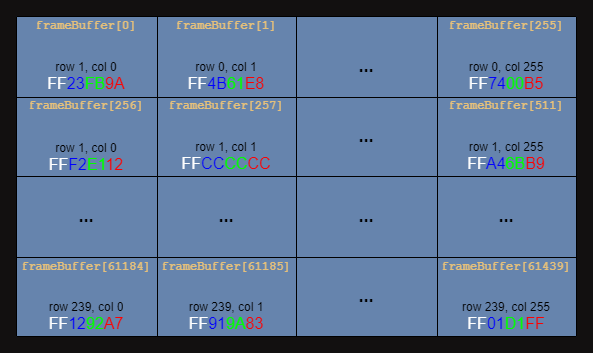 frameBuffer[0] frameBuffer[1] frameBuffer[255]
row 1, col 0 row 0, col 1 ... row 0, col 255
FF23FB9A FF4B61E8 FF7400B5
frameBuffer[256] frameBuffer[257] frameBuffer[511]
row 1, col 0 row 1, col 1 ... row 1, col 255
FFF2E112 FFCCCCCC FFA46BB9
... ... ... ...
frameBuffer[61184] frameBuffer[61185] frameBuffer[61439]
row 239, col 0 row 239, col 1 ... row 239, col 255
FF1292A7 FF919A83 FF01D1FF